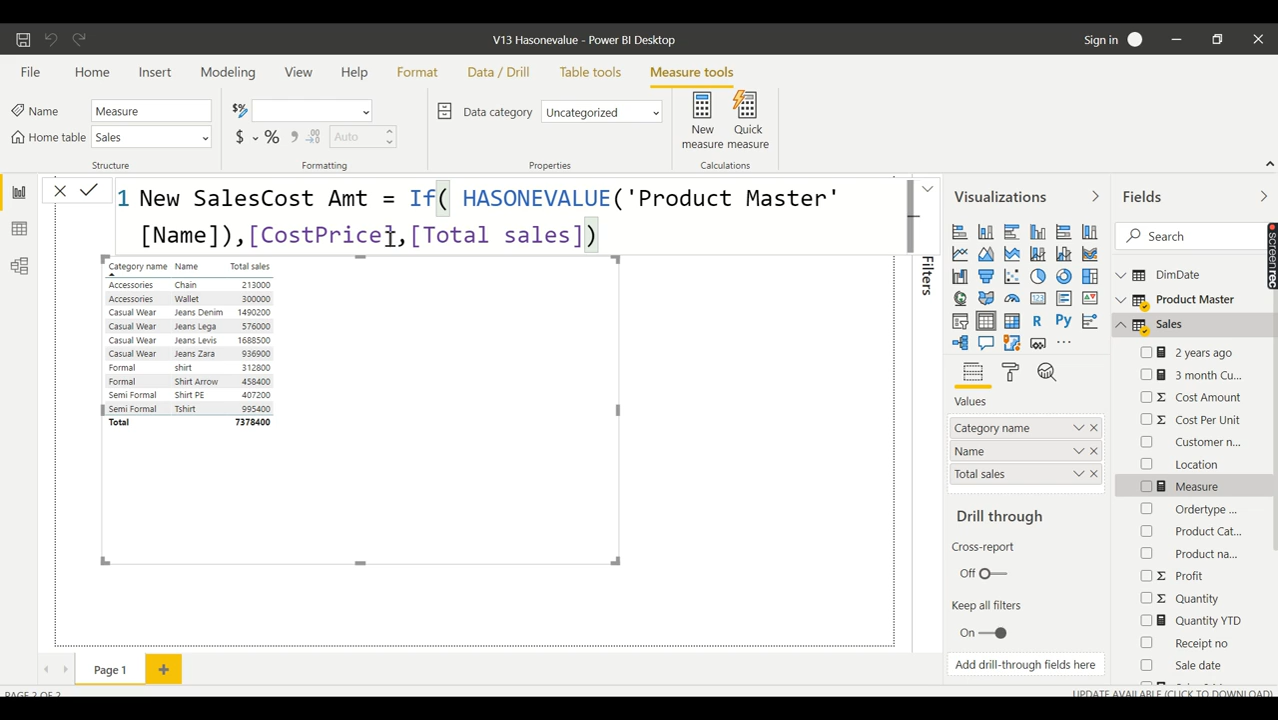 V13 Hasonevalue - Power BI Desktop
Sign in
File Home Insert Modeling View Help Format Data / Drill Table tools Measure tools
Name Measure
Home table Sales
Structure
$%
$ % 9 .00 Auto
Formatting
Data category Uncategorized
Properties
New measure
Quick measure
Calculations
1 New SalesCost Amt = If( HASONEVALUE('Product Master'
[Name]),[CostPrice],[Total sales])
Category name Name Total sales
Accessories Chain 213000
Accessories Wallet 300000
Casual Wear Jeans Denim 1490200
Casual Wear Jeans Lega 576000
Casual Wear Jeans Levis 1688500
Casual Wear Jeans Zara 936900
Formal shirt 312800
Formal Shirt Arrow 458400
Semi Formal Shirt PE 407200
Semi Formal Tshirt 995400
Total 7378400
Filters
Visualizations
R Py
123
Values
Category name
Name
Total sales
Drill through
Cross-report
Off
Keep all filters
On
Add drill-through fields here
Fields
Search
DimDate
Product Master
Sales
2 years ago
3 month Cu...
Cost Amount
Cost Per Unit
Customer n...
Location
Measure
Ordertype ...
Product Cat...
Product na...
Profit
Quantity
Quantity YTD
Receipt no
Sale date
screenrec
Page 1
PAGE 2 OF 2
UPDATE AVAILABLE (CLICK TO DOWNLOAD)